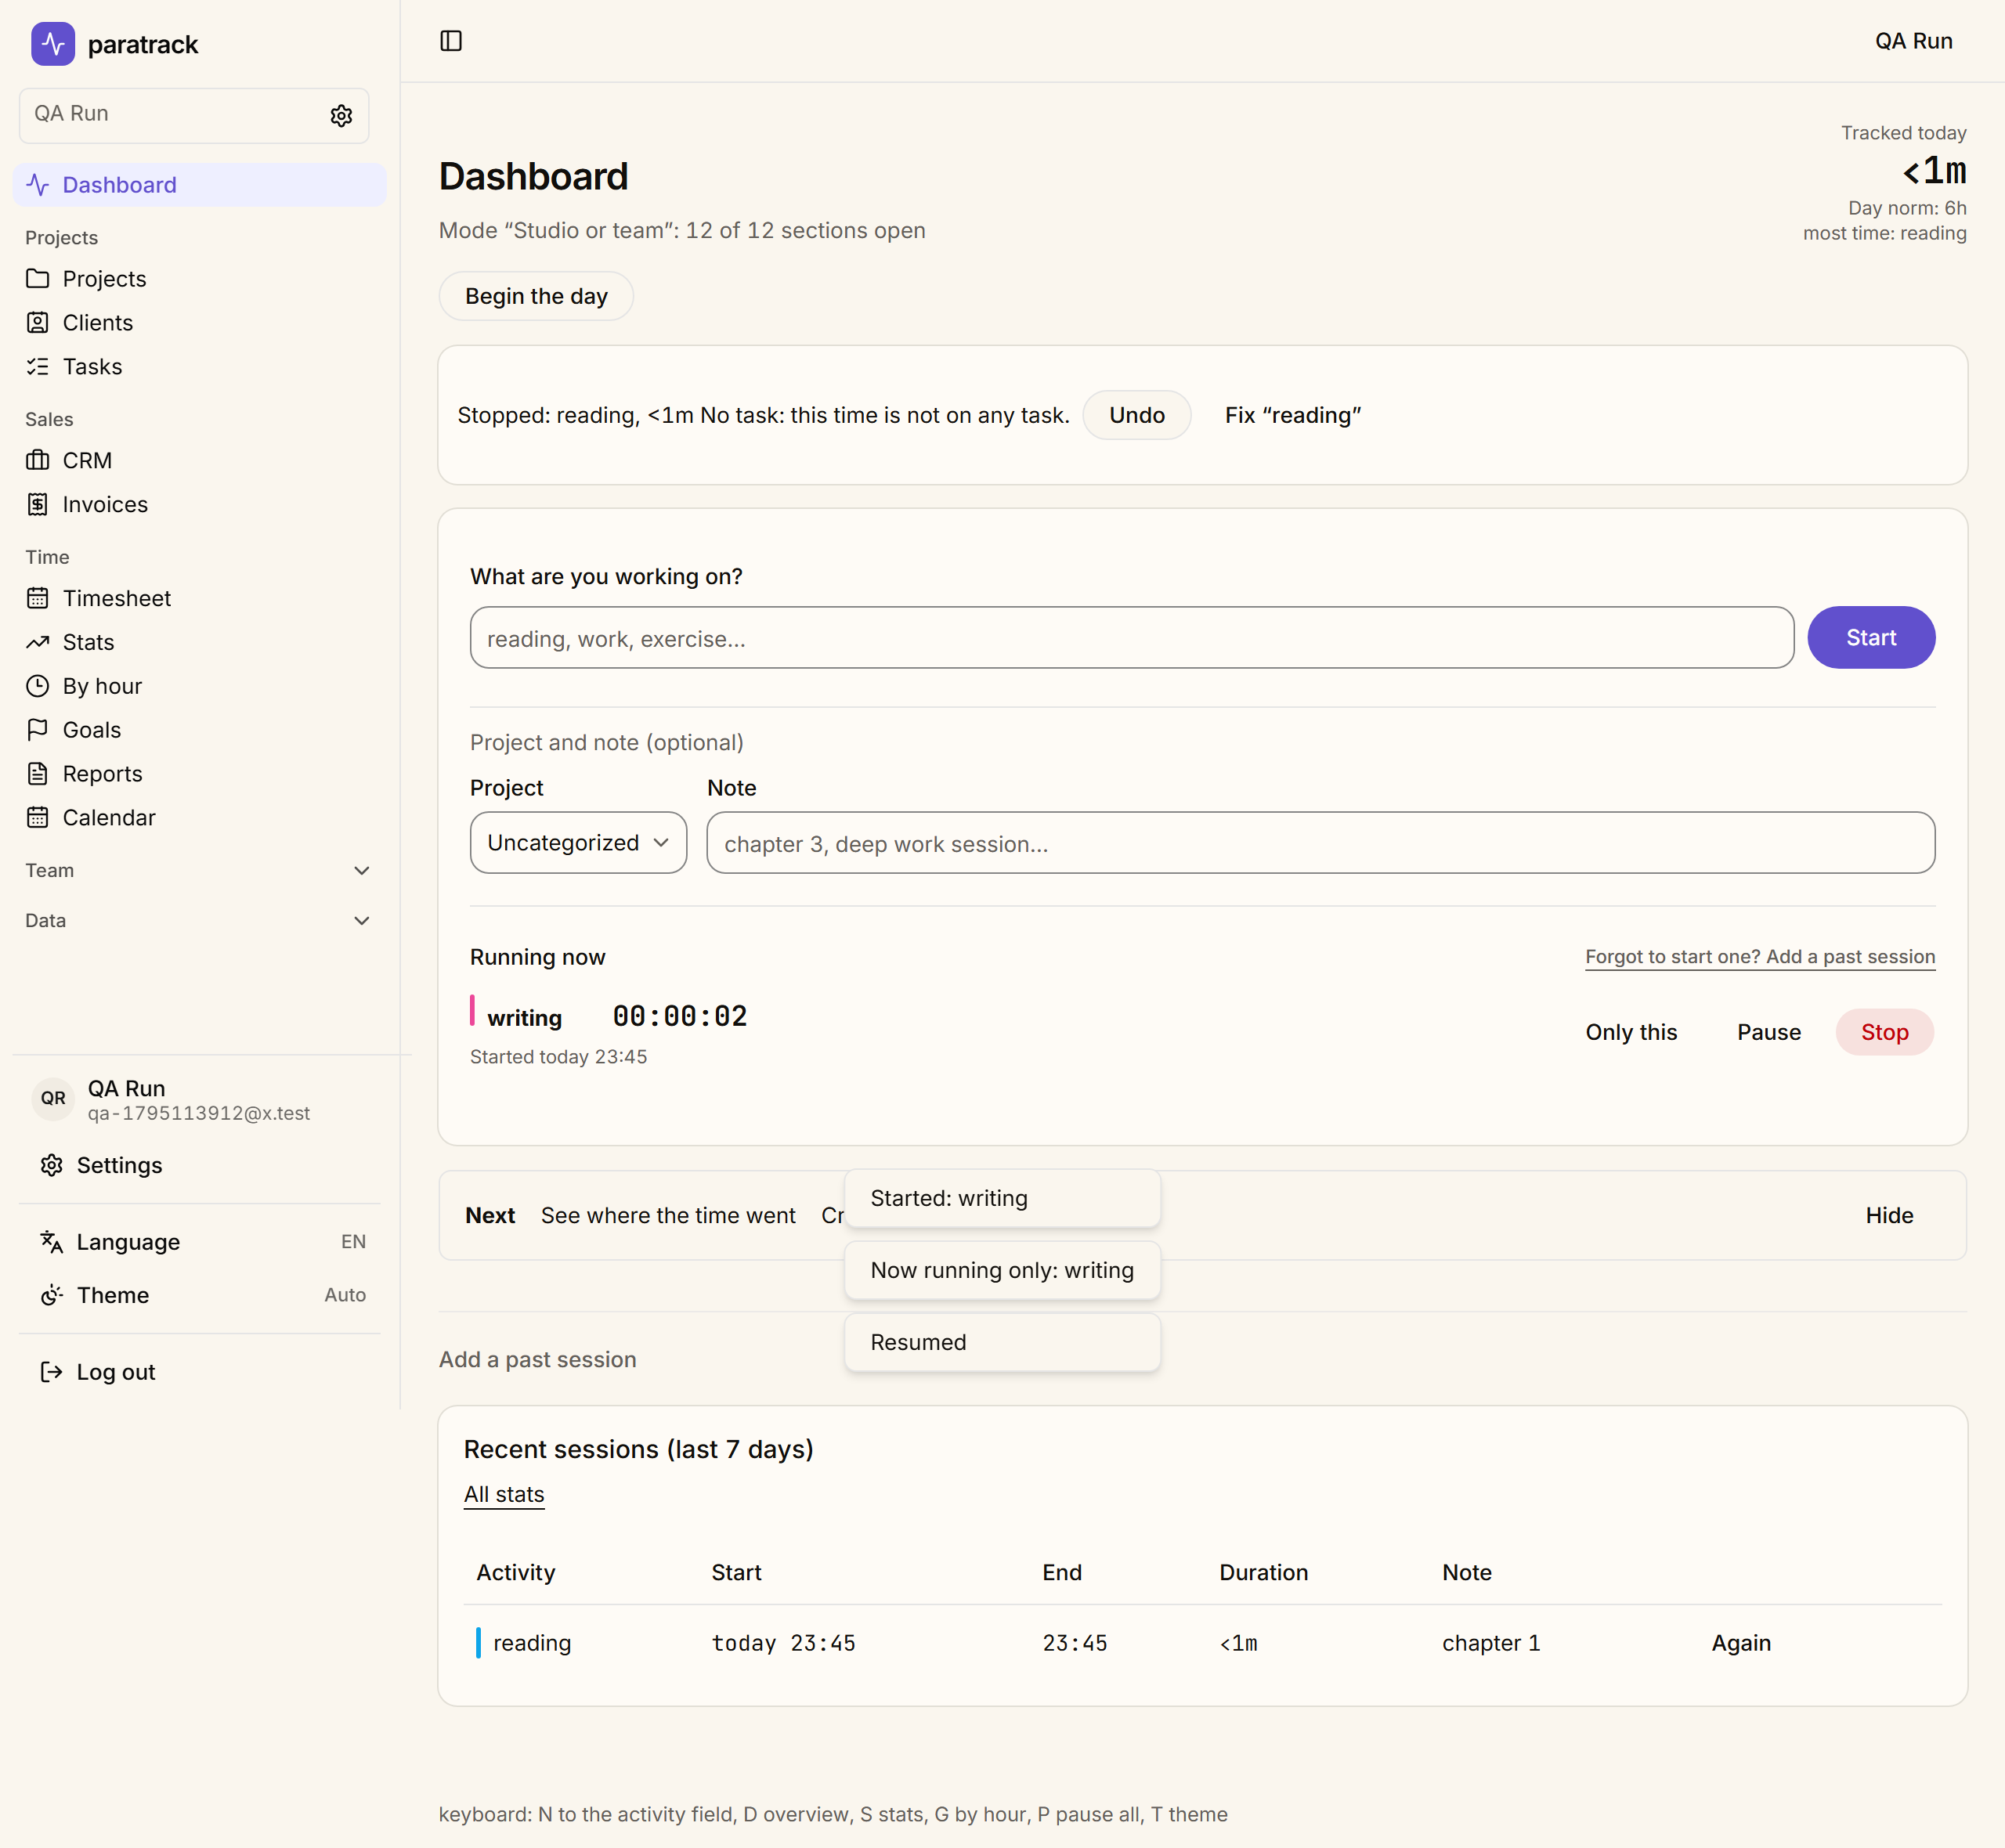 paratrack
QA Run
QA Run
Dashboard
Projects
Projects
Clients
Tasks
Sales
CRM
Invoices
Time
Timesheet
Stats
By hour
Goals
Reports
Calendar
Team
Data
QR
QA Run
qa-1795113912@x.test
Settings
Language EN
Theme Auto
Log out
Dashboard
Mode “Studio or team”: 12 of 12 sections open
Tracked today
<1m
Day norm: 6h
most time: reading
Begin the day
Stopped: reading, <1m No task: this time is not on any task. Undo Fix “reading”
What are you working on?
reading, work, exercise... Start
Project and note (optional)
Project Note
Uncategorized chapter 3, deep work session...
Running now Forgot to start one? Add a past session
writing 00:00:02
Started today 23:45
Only this Pause Stop
Next See where the time went Hide
Started: writing
Now running only: writing
Resumed
Add a past session
Recent sessions (last 7 days)
All stats
Activity Start End Duration Note
reading today 23:45 23:45 <1m chapter 1 Again
keyboard: N to the activity field, D overview, S stats, G by hour, P pause all, T theme